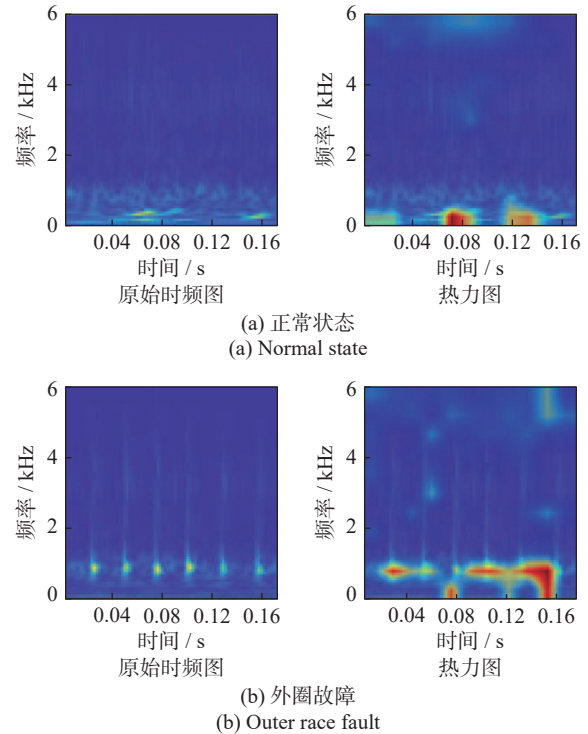 6
4
2
0
频率 / kHz
0.04 0.08 0.12 0.16
时间 / s
原始时频图
6
4
2
0
频率 / kHz
0.04 0.08 0.12 0.16
时间 / s
热力图
(a) 正常状态
(a) Normal state
6
4
2
0
频率 / kHz
0.04 0.08 0.12 0.16
时间 / s
原始时频图
6
4
2
0
频率 / kHz
0.04 0.08 0.12 0.16
时间 / s
热力图
(b) 外圈故障
(b) Outer race fault